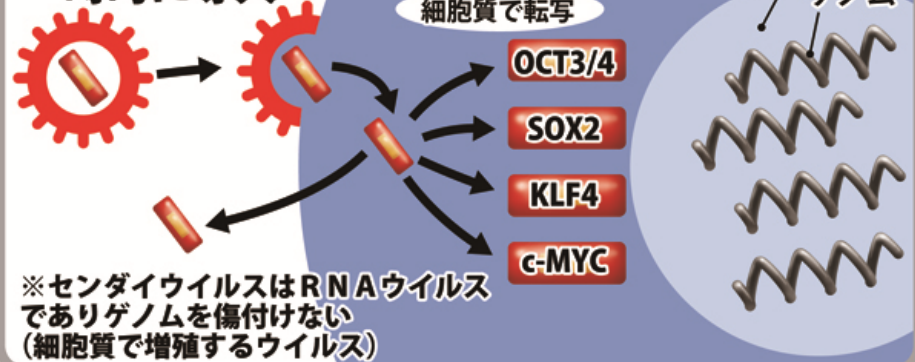 細胞質で転写
OCT3/4
SOX2
KLF4
c-MYC
※センダイウイルスはRNAウイルス
でありゲノムを傷付けない
(細胞質で増殖するウイルス)